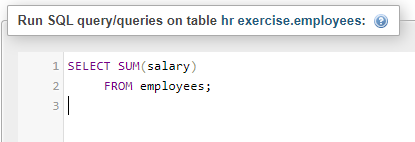 Run SQL query/queries on table hr exercise.employees:
1 SELECT SUM(salary)
2 FROM employees;
3